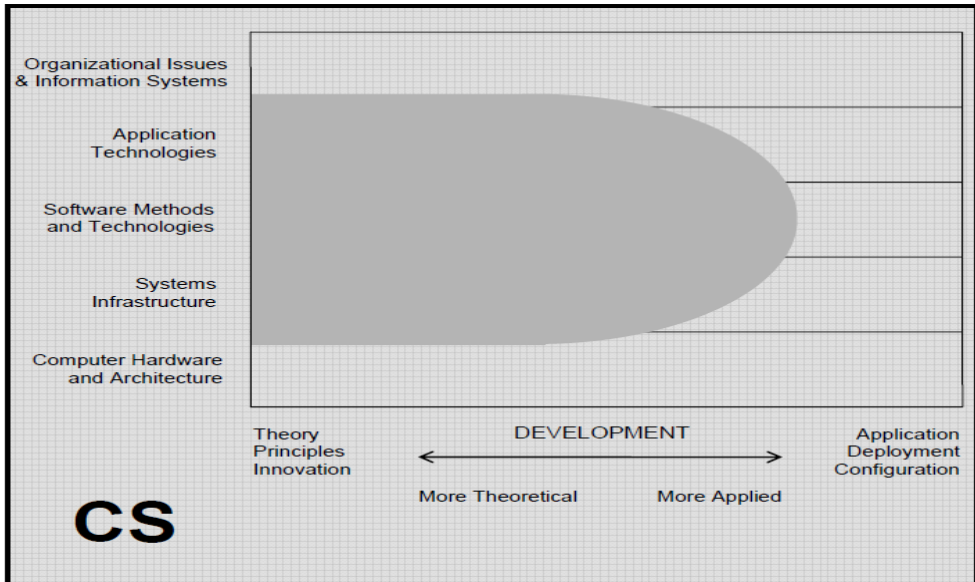 Organizational Issues
& Information Systems
Application
Technologies
Software Methods
and Technologies
Systems
Infrastructure
Computer Hardware
and Architecture
Theory
Principles
Innovation
DEVELOPMENT
Application
Deployment
Configuration
More Theoretical
More Applied
CS